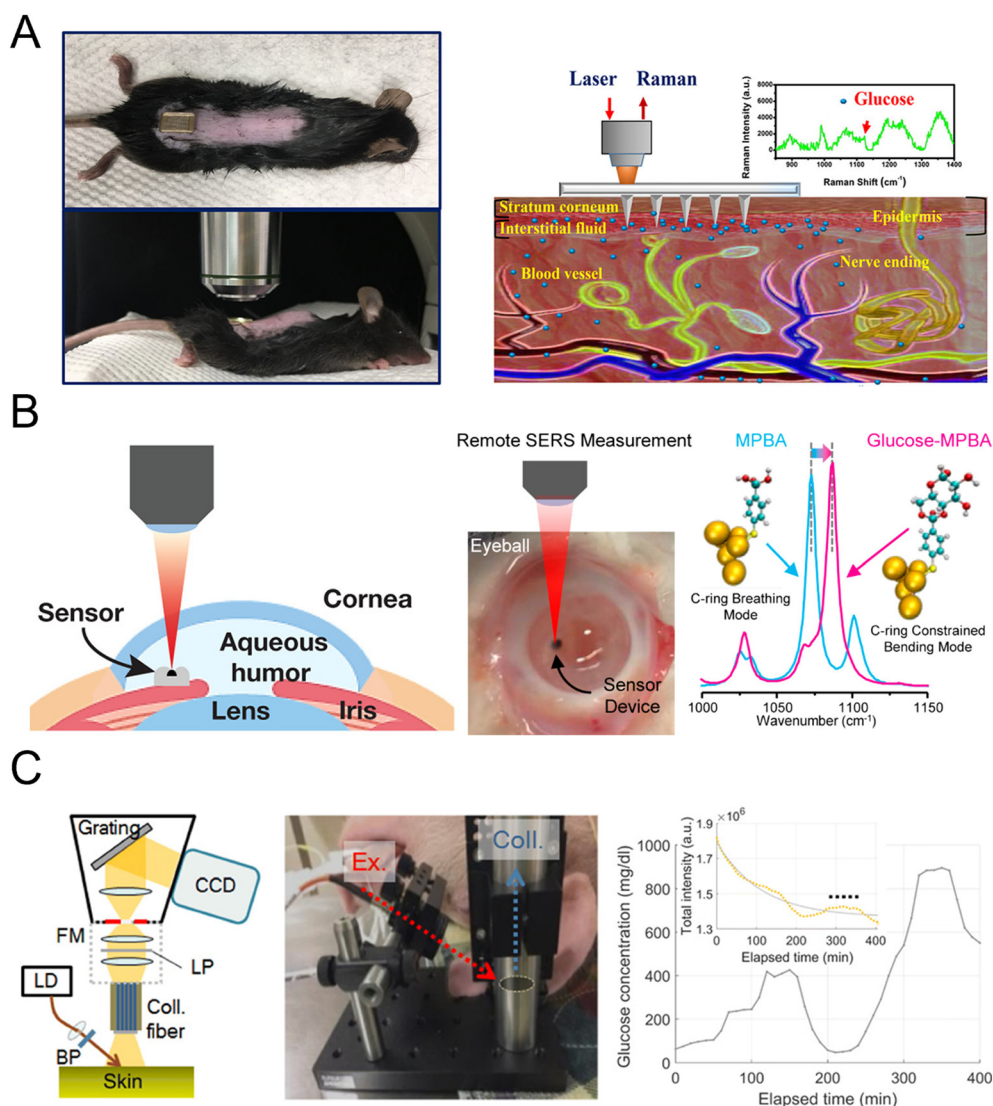 A
Laser Raman
Raman Intensity (a.u.)
8000
6000
4000
2000
0
Glucose
900 1000 1100 1200 1300 1400
Raman Shift (cm-1)
Stratum corneum
Interstitial fluid
Epidermis
Blood vessel
Nerve ending
B
Sensor
Cornea
Aqueous
humor
Lens
Iris
Remote SERS Measurement
Eyeball
Sensor
Device
MPBA
Glucose-MPBA
C-ring Breathing
Mode
C-ring Constrained
Bending Mode
1000 1050 1100 1150
Wavenumber (cm-1)
C
Grating
CCD
FM
LP
LD
Coll.
fiber
BP
Skin
Ex.
Coll.
Glucose concentration (mg/dl)
1000
800
600
400
200
0
0 100 200 300 400
Elapsed time (min)
×10⁶
Total intensity (a.u.)
1.9
1.7
1.5
1.3
0 100 200 300 400
Elapsed time (min)